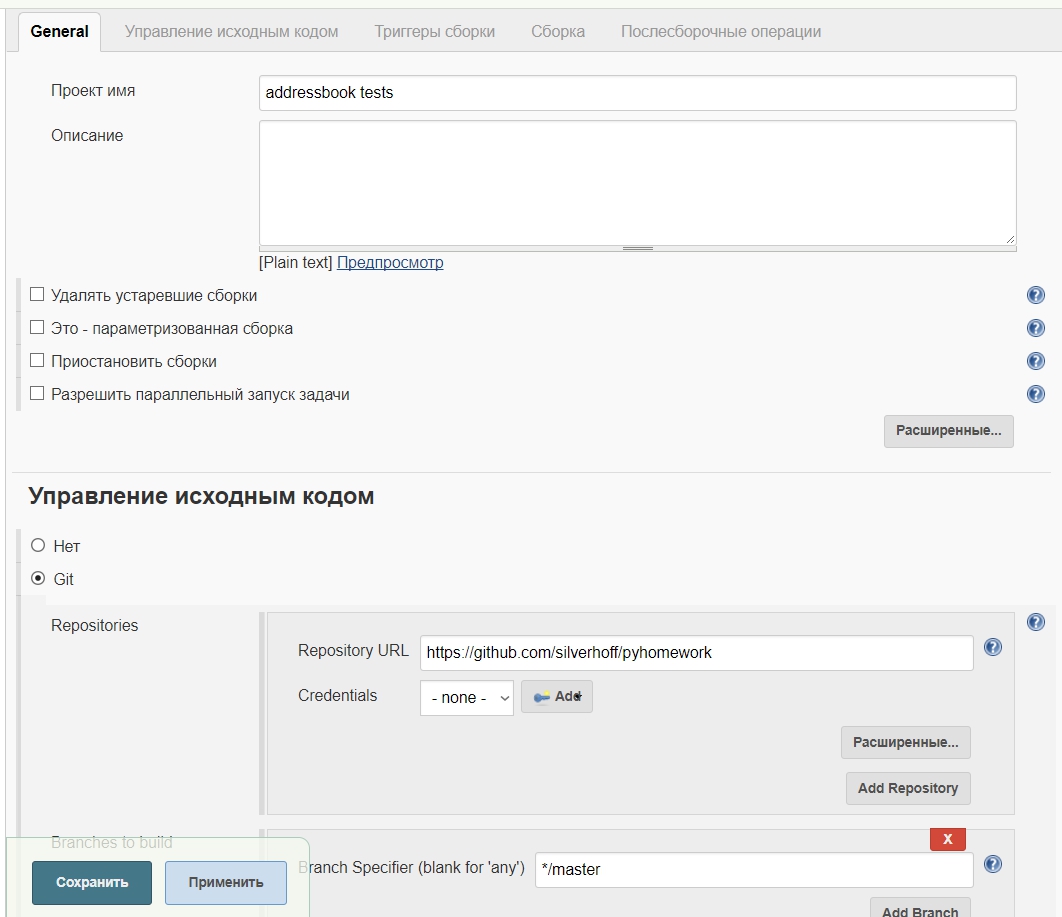 General Управление исходным кодом Триггеры сборки Сборка Послесборочные операции
Проект имя addressbook tests
Описание
[Plain text] Предпросмотр
Удалять устаревшие сборки
Это - параметризованная сборка
Приостановить сборки
Разрешить параллельный запуск задачи
Расширенные...
Управление исходным кодом
Нет
Git
Repositories
Repository URL https://github.com/silverhoff/pyhomework
Credentials - none - Add
Расширенные...
Add Repository
Branches to build X
Branch Specifier (blank for 'any') */master
Сохранить Применить
Add Branch